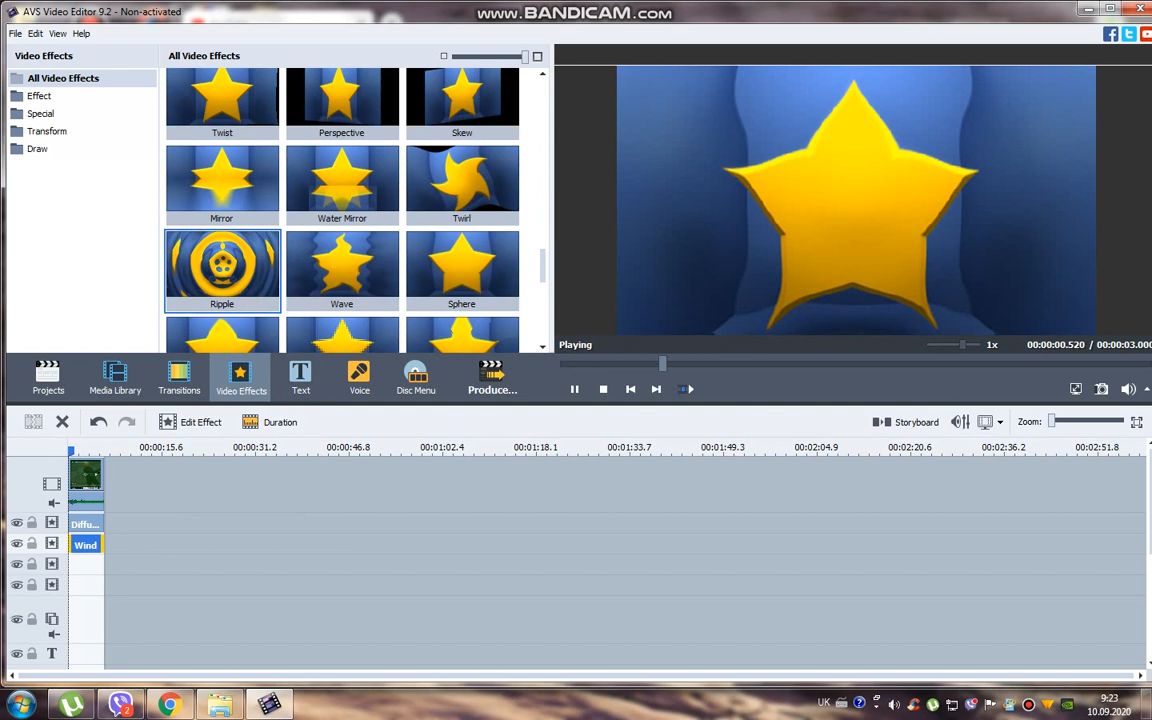 AVS Video Editor 9.2 - Non-activated
www.BANDICAM.com
File Edit View Help
Video Effects
All Video Effects
All Video Effects
Effect
Special
Transform
Draw
Twist Perspective Skew
Mirror Water Mirror Twirl
Ripple Wave Sphere
Playing
1x
00:00:00.520 / 00:00:03.000
Projects Media Library Transitions Video Effects Text Voice Disc Menu Produce...
Edit Effect Duration
Storyboard Zoom:
00:00:15.6 00:00:31.2 00:00:46.8 00:01:02.4 00:01:18.1 00:01:33.7 00:01:49.3 00:02:04.9 00:02:20.6 00:02:36.2 00:02:51.8
Diffu...
Wind
T
2
UK
9:23
10.09.2020